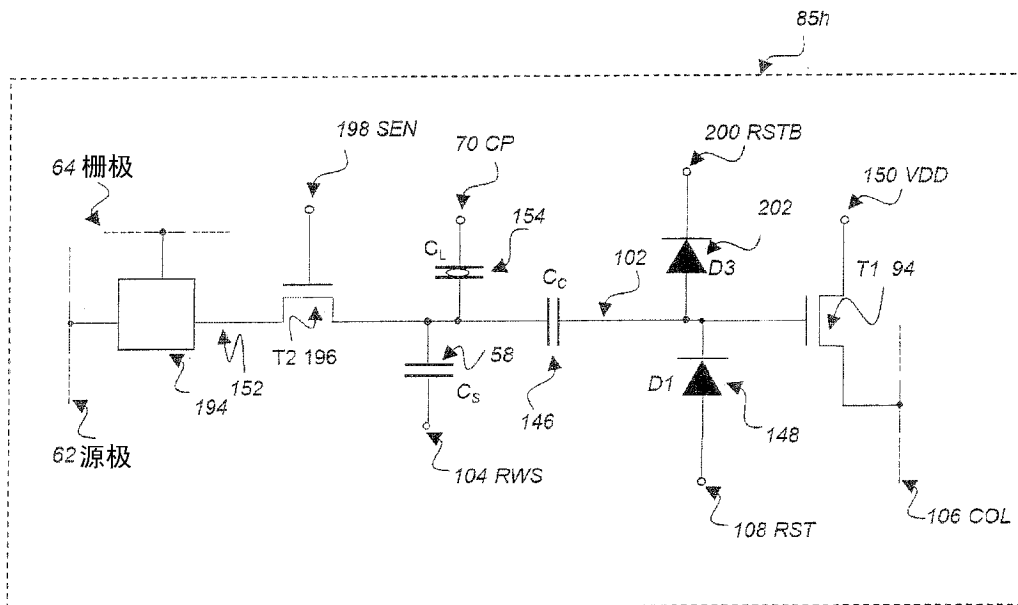 85h
198 SEN
70 CP
200 RSTB
150 VDD
64 栅极
154
202
C_L
C_C
102
D3
T1 94
T2 196
58
152
194
C_S
146
D1
148
62 源极
104 RWS
108 RST
106 COL